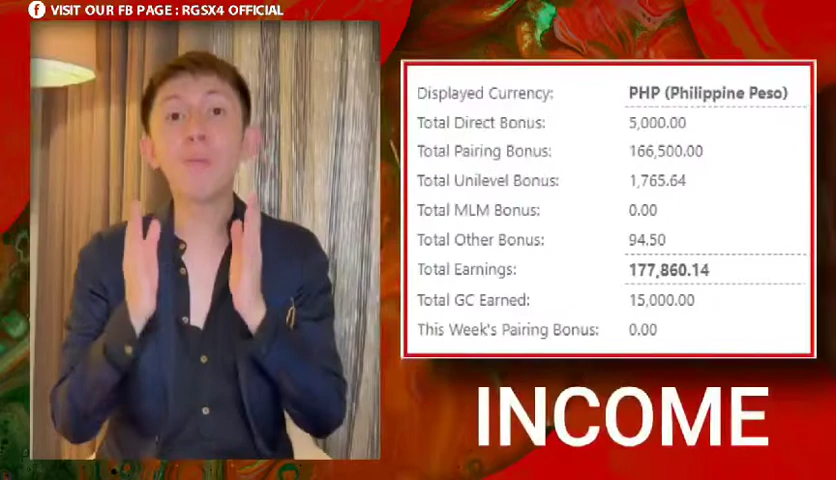 f VISIT OUR FB PAGE : RGSX4 OFFICIAL
Displayed Currency: PHP (Philippine Peso)
Total Direct Bonus: 5,000.00
Total Pairing Bonus: 166,500.00
Total Unilevel Bonus: 1,765.64
Total MLM Bonus: 0.00
Total Other Bonus: 94.50
Total Earnings: 177,860.14
Total GC Earned: 15,000.00
This Week's Pairing Bonus: 0.00
INCOME